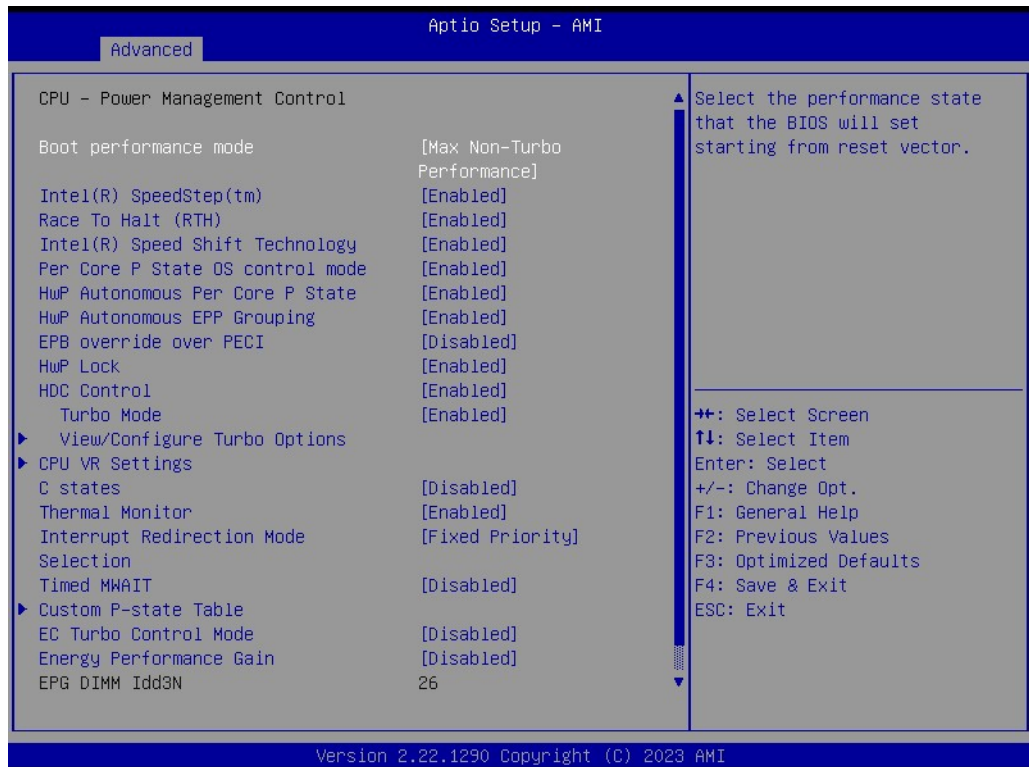 Aptio Setup – AMI
Advanced
CPU – Power Management Control
Boot performance mode [Max Non-Turbo
Performance]
Intel(R) SpeedStep(tm) [Enabled]
Race To Halt (RTH) [Enabled]
Intel(R) Speed Shift Technology [Enabled]
Per Core P State OS control mode [Enabled]
HwP Autonomous Per Core P State [Enabled]
HwP Autonomous EPP Grouping [Enabled]
EPB override over PECI [Disabled]
HwP Lock [Enabled]
HDC Control [Enabled]
Turbo Mode [Enabled]
View/Configure Turbo Options
CPU VR Settings
C states [Disabled]
Thermal Monitor [Enabled]
Interrupt Redirection Mode [Fixed Priority]
Selection
Timed MWAIT [Disabled]
Custom P-state Table
EC Turbo Control Mode [Disabled]
Energy Performance Gain [Disabled]
EPG DIMM Idd3N 26
Select the performance state
that the BIOS will set
starting from reset vector.
→←: Select Screen
↑↓: Select Item
Enter: Select
+/-: Change Opt.
F1: General Help
F2: Previous Values
F3: Optimized Defaults
F4: Save & Exit
ESC: Exit
Version 2.22.1290 Copyright (C) 2023 AMI